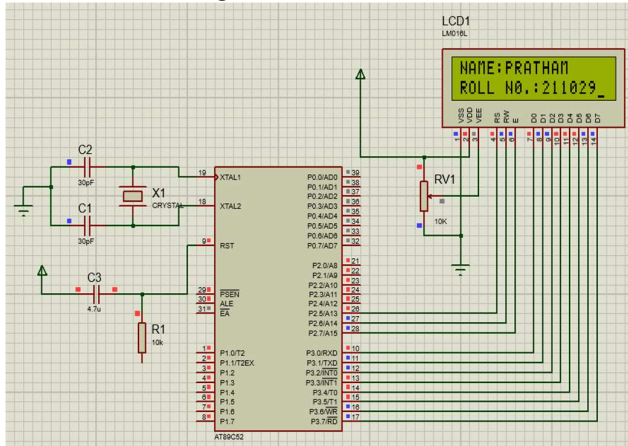 LCD1
LM016L
NAME:PRATHAM
ROLL NO.:211029_
VSS VDD VEE RS RW E D0 D1 D2 D3 D4 D5 D6 D7
1 2 3 4 5 6 7 8 9 10 11 12 13 14
C2
30pF
X1
CRYSTAL
C1
30pF
C3
4.7u
R1
10k
RV1
10K
19 XTAL1
18 XTAL2
9 RST
29 PSEN
30 ALE
31 EA
1 P1.0/T2
2 P1.1/T2EX
3 P1.2
4 P1.3
5 P1.4
6 P1.5
7 P1.6
8 P1.7
P0.0/AD0 39
P0.1/AD1 38
P0.2/AD2 37
P0.3/AD3 36
P0.4/AD4 35
P0.5/AD5 34
P0.6/AD6 33
P0.7/AD7 32
P2.0/A8 21
P2.1/A9 22
P2.2/A10 23
P2.3/A11 24
P2.4/A12 25
P2.5/A13 26
P2.6/A14 27
P2.7/A15 28
P3.0/RXD 10
P3.1/TXD 11
P3.2/INT0 12
P3.3/INT1 13
P3.4/T0 14
P3.5/T1 15
P3.6/WR 16
P3.7/RD 17
AT89C52